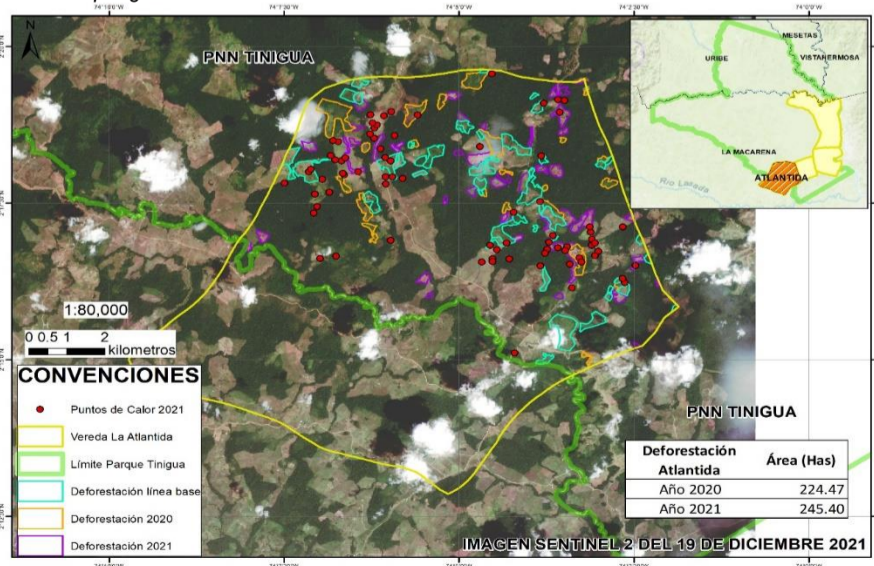 PNN TINIGUA
MESETAS
URIBE
VISTAHERMOSA
LA MACARENA
ATLANTIDA
Río Losada
N
1:80,000
0 0.5 1 2
kilometros
CONVENCIONES
Puntos de Calor 2021
Vereda La Atlantida
Límite Parque Tinigua
Deforestación línea base
Deforestación 2020
Deforestación 2021
PNN TINIGUA
Deforestación Atlantida Área (Has)
Año 2020 224.47
Año 2021 245.40
IMAGEN SENTINEL 2 DEL 19 DE DICIEMBRE 2021